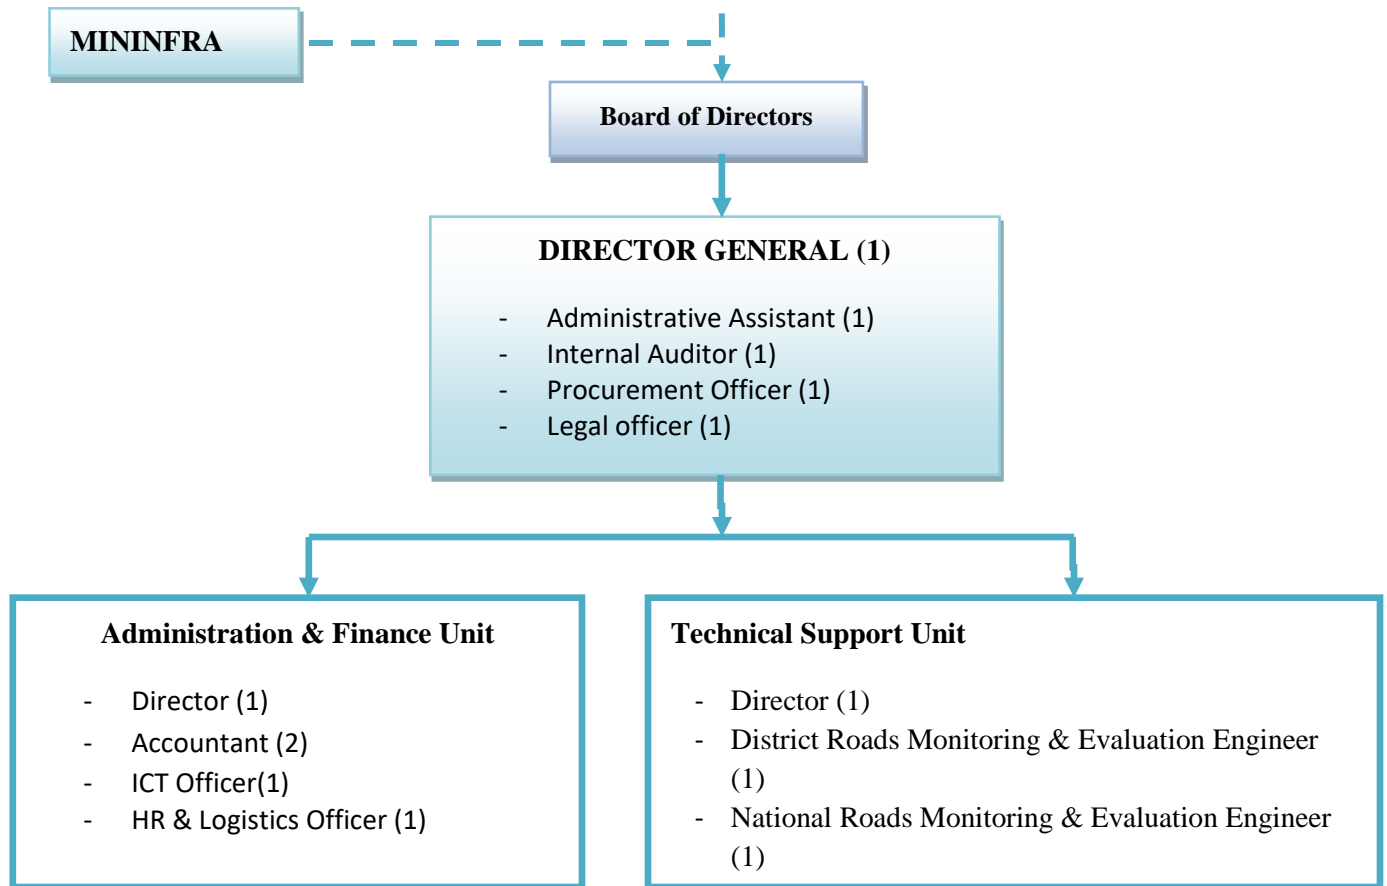 MININFRA
Board of Directors
DIRECTOR GENERAL (1)
- Administrative Assistant (1)
- Internal Auditor (1)
- Procurement Officer (1)
- Legal officer (1)
Administration & Finance Unit
- Director (1)
- Accountant (2)
- ICT Officer(1)
- HR & Logistics Officer (1)
Technical Support Unit
- Director (1)
- District Roads Monitoring & Evaluation Engineer
(1)
- National Roads Monitoring & Evaluation Engineer
(1)